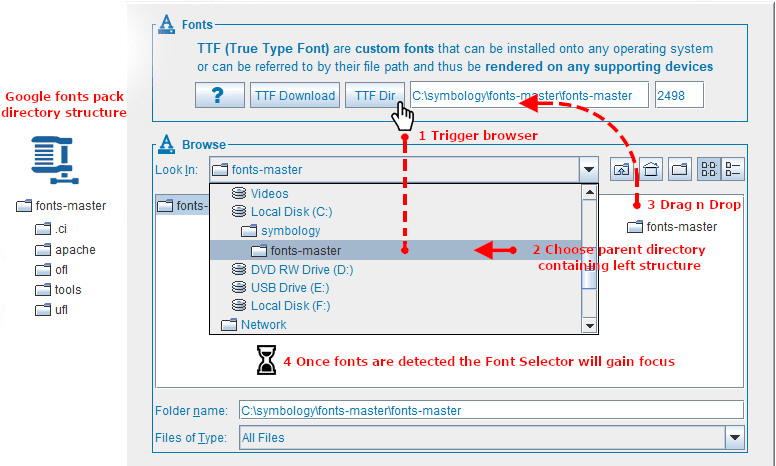 Fonts
TTF (True Type Font) are custom fonts that can be installed onto any operating system
or can be referred to by their file path and thus be rendered on any supporting devices
? TTF Download TTF Dir C:\symbology\fonts-master\fonts-master 2498
Google fonts pack
directory structure
fonts-master
.ci
apache
ofl
tools
ufl
1 Trigger browser
Browse
Look In: fonts-master
fonts-
Videos
Local Disk (C:)
symbology
fonts-master
DVD RW Drive (D:)
USB Drive (E:)
Local Disk (F:)
Network
3 Drag n Drop
fonts-master
2 Choose parent directory
containing left structure
4 Once fonts are detected the Font Selector will gain focus
Folder name: C:\symbology\fonts-master\fonts-master
Files of Type: All Files